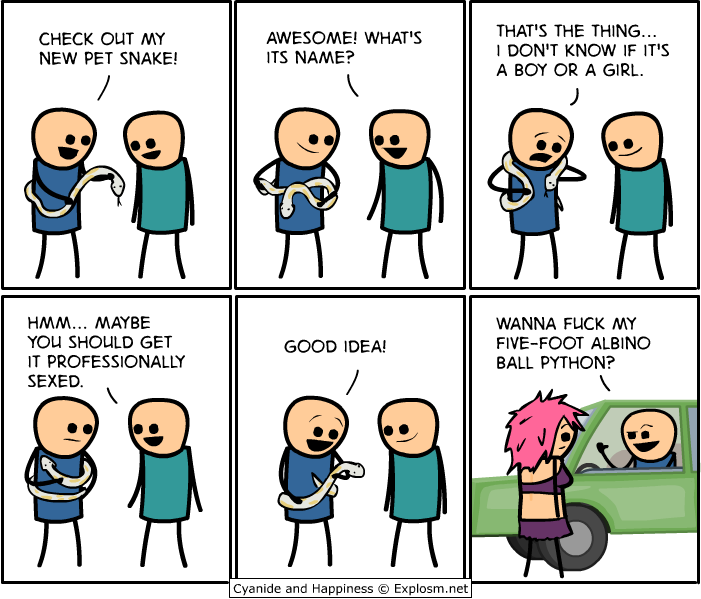 CHECK OUT MY
NEW PET SNAKE!
AWESOME! WHAT'S
ITS NAME?
THAT'S THE THING...
I DON'T KNOW IF IT'S
A BOY OR A GIRL.
HMM... MAYBE
YOU SHOULD GET
IT PROFESSIONALLY
SEXED.
GOOD IDEA!
WANNA FUCK MY
FIVE-FOOT ALBINO
BALL PYTHON?
Cyanide and Happiness © Explosm.net